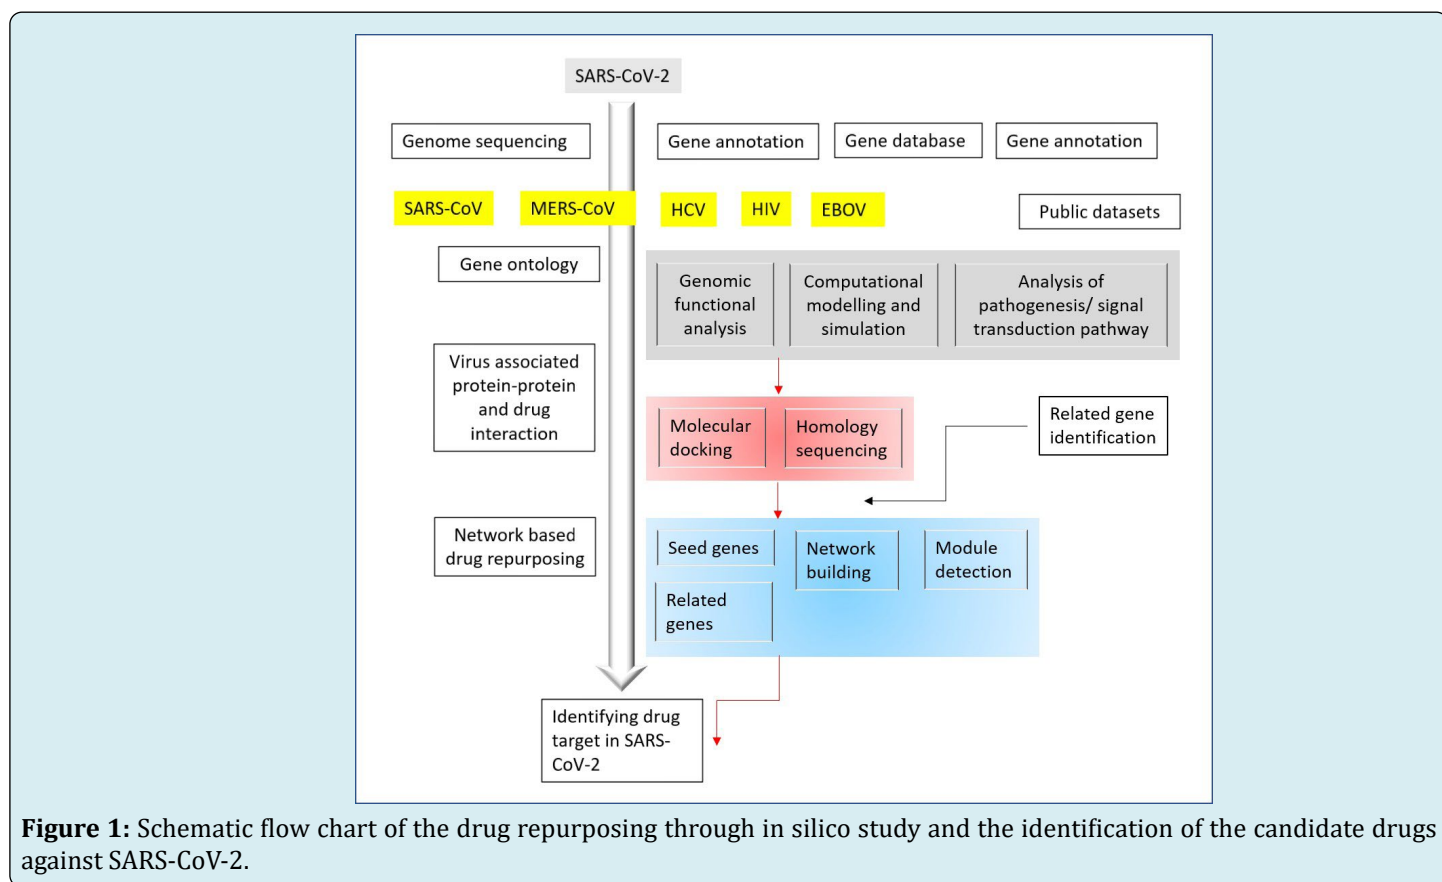 SARS-CoV-2
Genome sequencing
Gene annotation
Gene database
Gene annotation
SARS-CoV
MERS-CoV
HCV
HIV
EBOV
Public datasets
Gene ontology
Genomic
functional
analysis
Computational
modelling and
simulation
Analysis of
pathogenesis/ signal
transduction pathway
Virus associated
protein-protein
and drug
interaction
Molecular
docking
Homology
sequencing
Related gene
identification
Network based
drug repurposing
Seed genes
Network
building
Module
detection
Related
genes
Identifying drug
target in SARS-
CoV-2
Figure 1: Schematic flow chart of the drug repurposing through in silico study and the identification of the candidate drugs
against SARS-CoV-2.